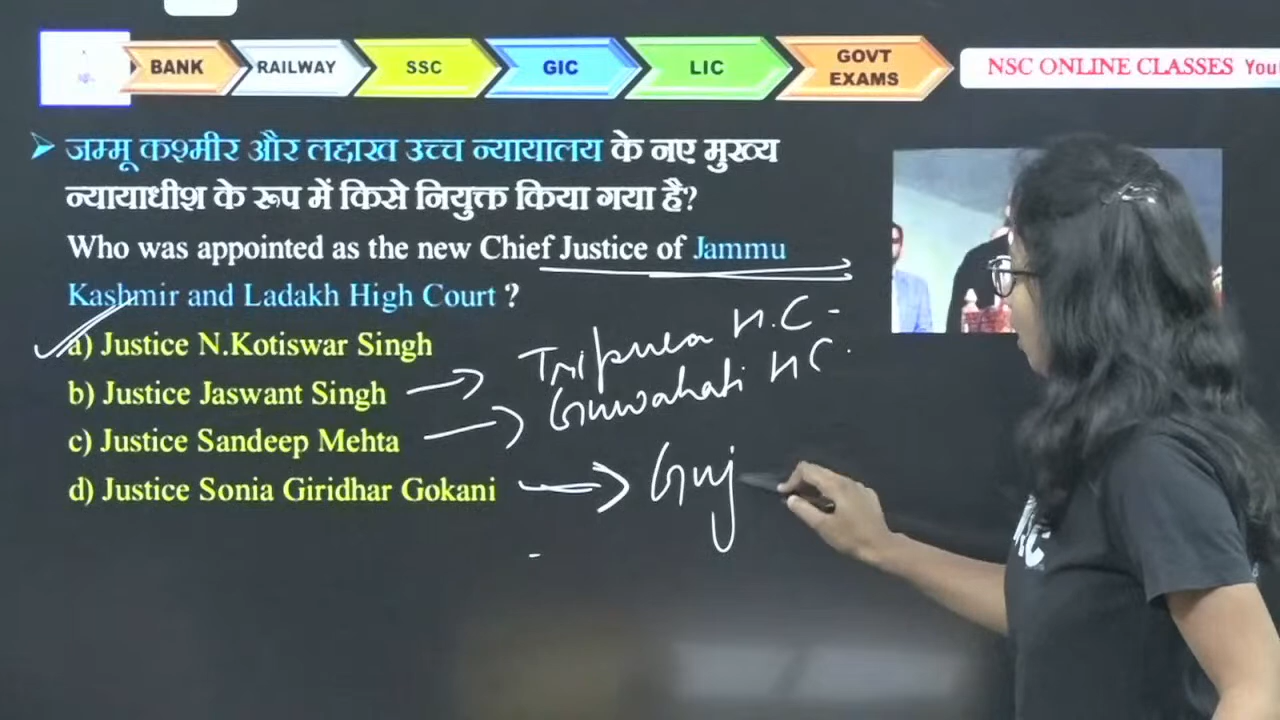 BANK
RAILWAY
SSC
GIC
LIC
GOVT
EXAMS
NSC ONLINE CLASSES You
जम्मू कश्मीर और लद्दाख उच्च न्यायालय के नए मुख्य
न्यायाधीश के रूप में किसे नियुक्त किया गया है?
Who was appointed as the new Chief Justice of Jammu
Kashmir and Ladakh High Court ?
a) Justice N.Kotiswar Singh
b) Justice Jaswant Singh
Tripura H.C-
c) Justice Sandeep Mehta
Guwahati HC.
d) Justice Sonia Giridhar Gokani
Guj